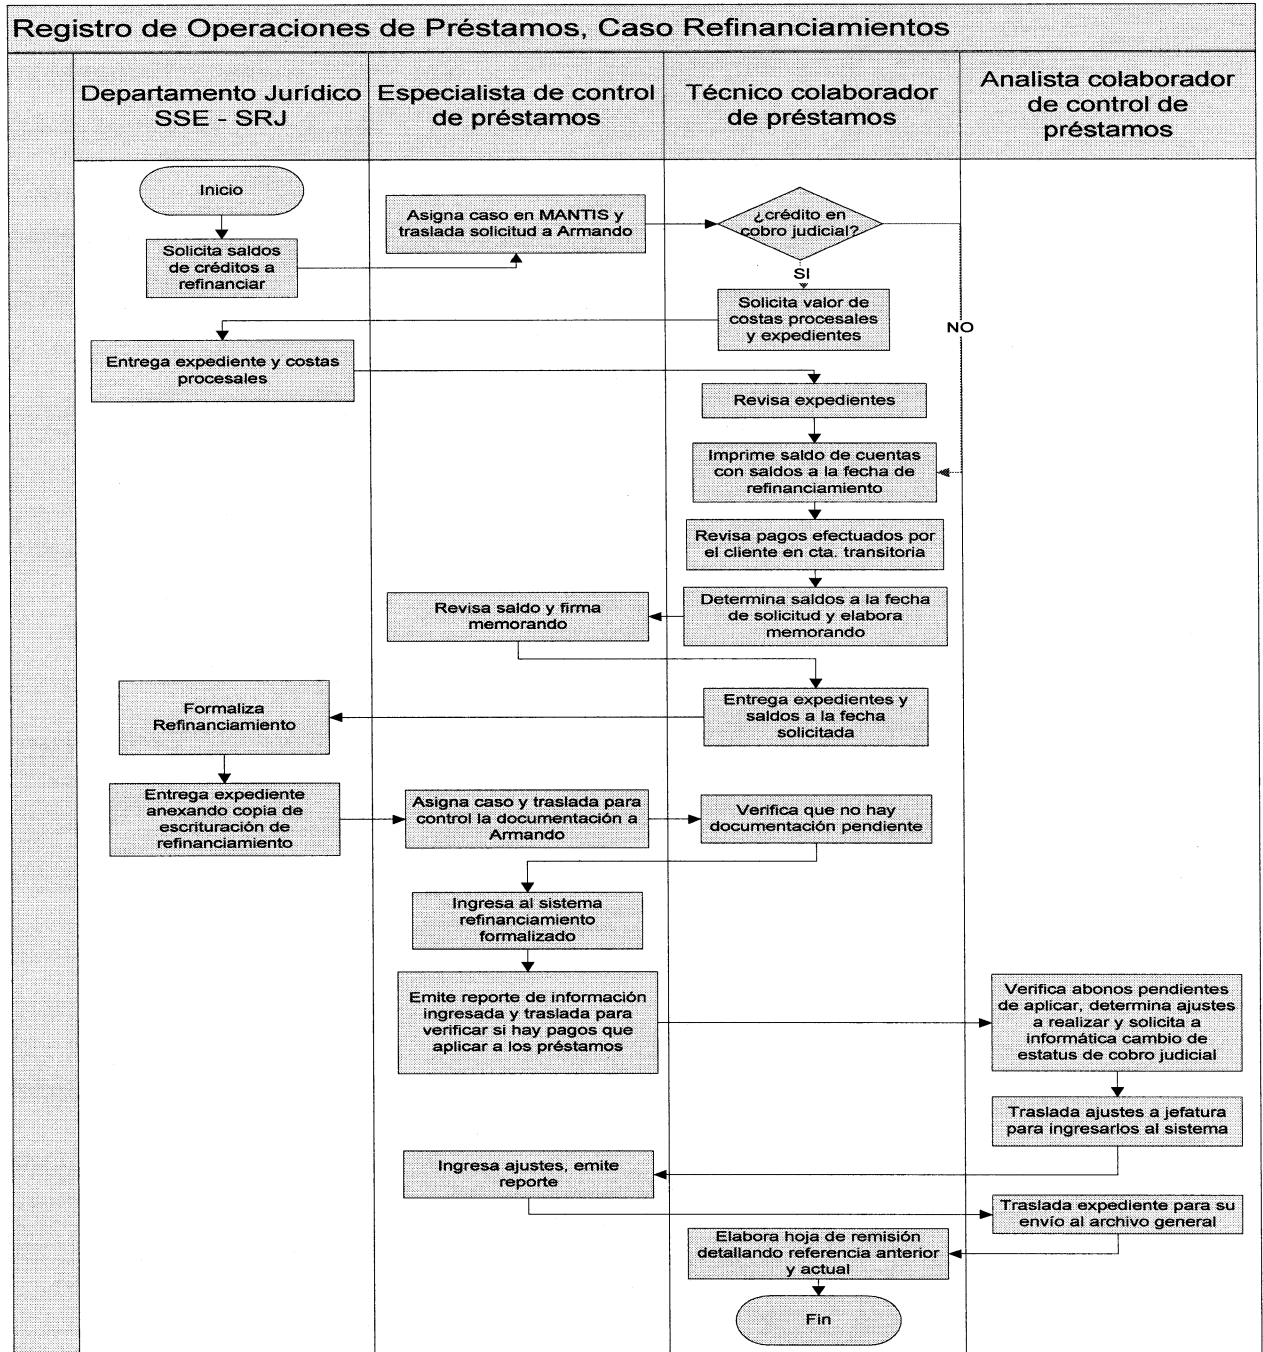 Registro de Operaciones de Préstamos, Caso Refinanciamientos
Departamento Jurídico
SSE - SRJ
Especialista de control
de préstamos
Técnico colaborador
de préstamos
Analista colaborador
de control de
préstamos
Inicio
Solicita saldos
de créditos a
refinanciar
Asigna caso en MANTIS y
traslada solicitud a Armando
¿crédito en
cobro judicial?
SI
NO
Solicita valor de
costas procesales
y expedientes
Entrega expediente y costas
procesales
Revisa expedientes
Imprime saldo de cuentas
con saldos a la fecha de
refinanciamiento
Revisa pagos efectuados por
el cliente en cta. transitoria
Determina saldos a la fecha
de solicitud y elabora
memorando
Revisa saldo y firma
memorando
Entrega expedientes y
saldos a la fecha
solicitada
Formaliza
Refinanciamiento
Entrega expediente
anexando copia de
escrituración de
refinanciamiento
Asigna caso y traslada para
control la documentación a
Armando
Verifica que no hay
documentación pendiente
Ingresa al sistema
refinanciamiento
formalizado
Emite reporte de información
ingresada y traslada para
verificar si hay pagos que
aplicar a los préstamos
Verifica abonos pendientes
de aplicar, determina ajustes
a realizar y solicita a
informática cambio de
estatus de cobro judicial
Traslada ajustes a jefatura
para ingresarlos al sistema
Ingresa ajustes, emite
reporte
Traslada expediente para su
envío al archivo general
Elabora hoja de remisión
detallando referencia anterior
y actual
Fin